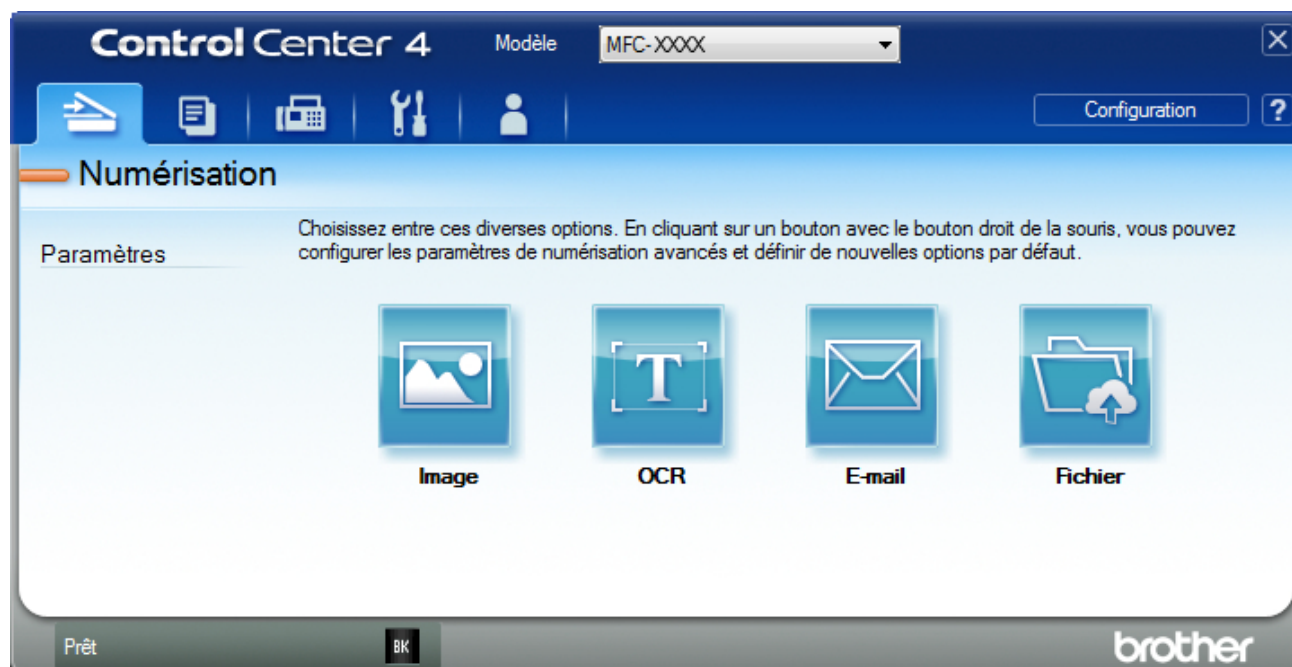 Control Center 4
Modèle
MFC-XXXX
Configuration
?
Numérisation
Paramètres
Choisissez entre ces diverses options. En cliquant sur un bouton avec le bouton droit de la souris, vous pouvez
configurer les paramètres de numérisation avancés et définir de nouvelles options par défaut.
T
Image
OCR
E-mail
Fichier
Prêt
BK
brother